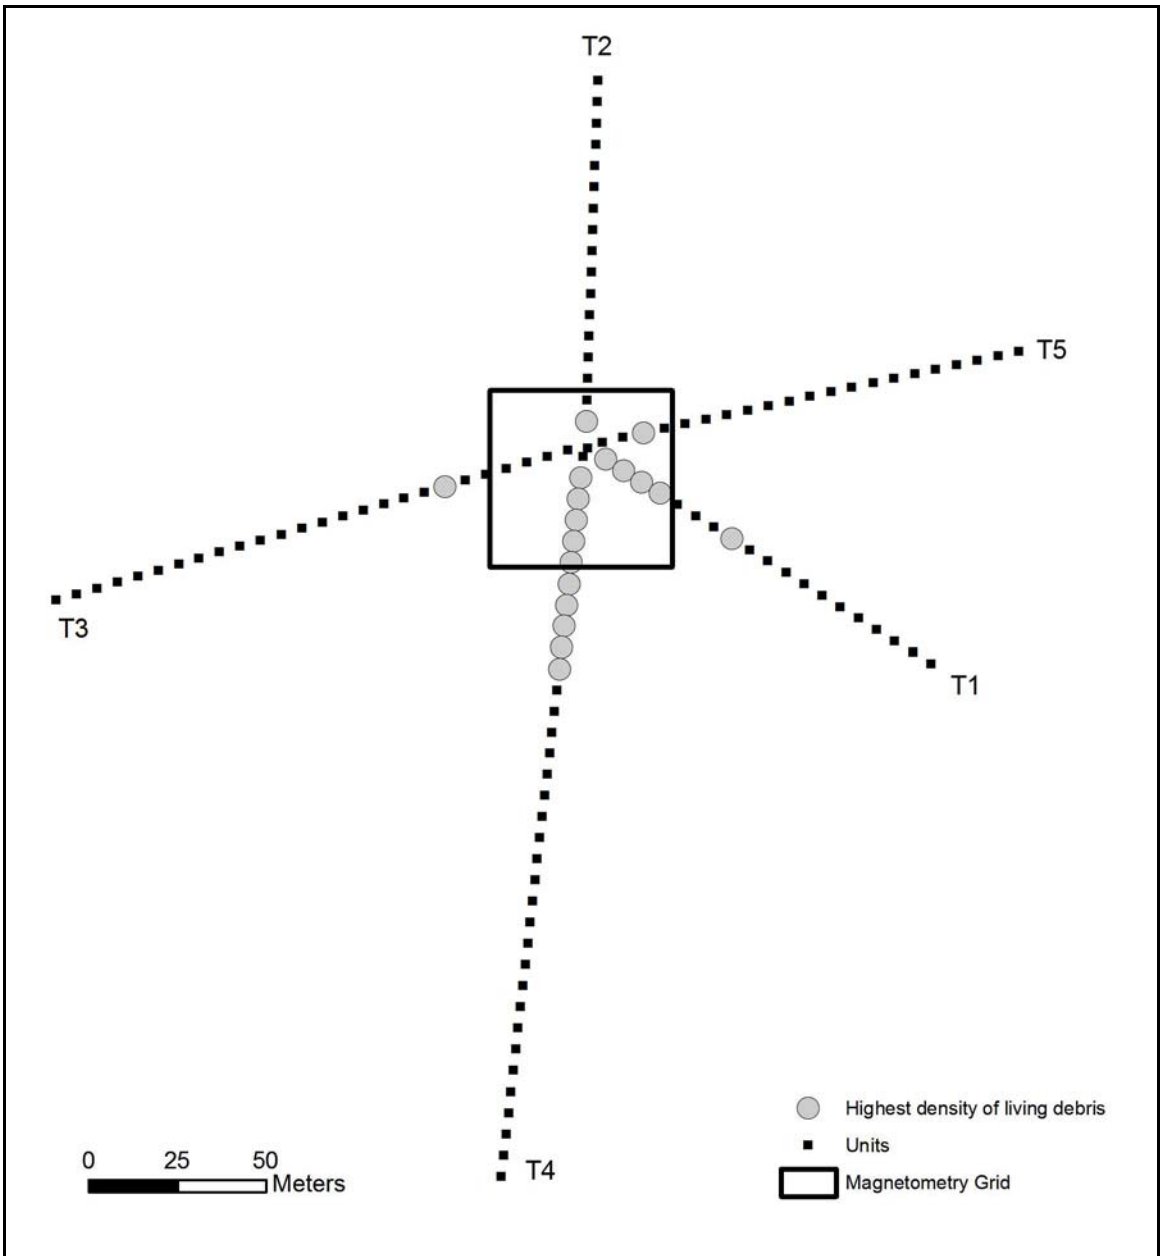 T2
T5
T3
T1
Highest density of living debris
Units
0 25 50
T4
Meters
Magnetometry Grid